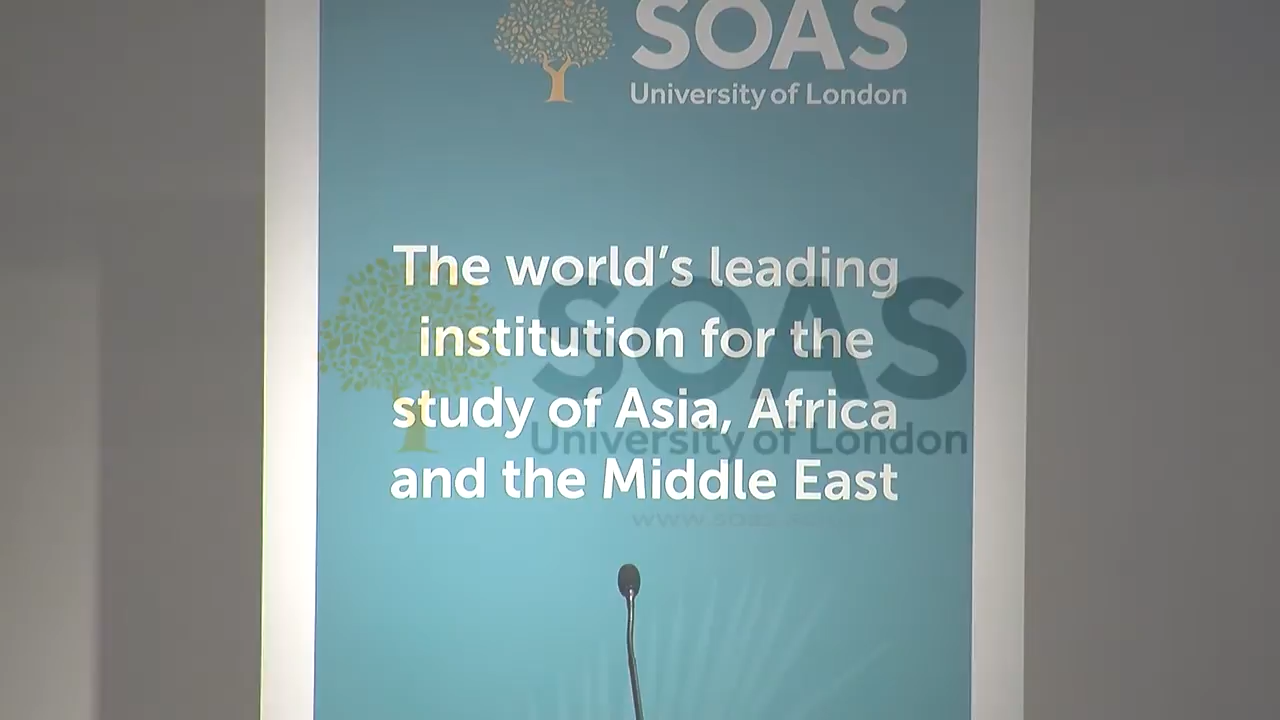 SOAS
University of London
The world's leading
institution for the
study of Asia, Africa
and the Middle East
SOAS
University of London